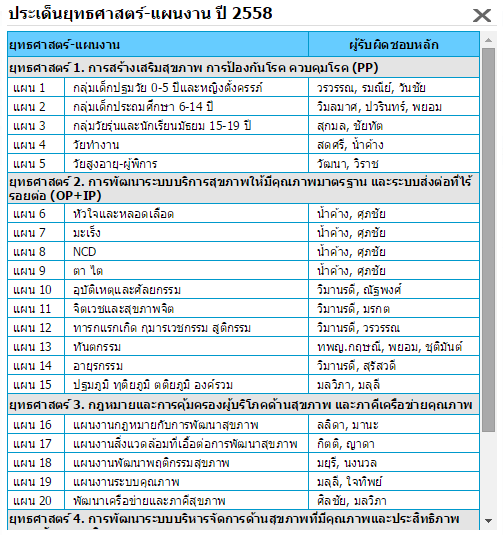 ประเด็นยุทธศาสตร์-แผนงาน ปี 2558
ยุทธศาสตร์-แผนงาน ผู้รับผิดชอบหลัก
ยุทธศาสตร์ 1. การสร้างเสริมสุขภาพ การป้องกันโรค ควบคุมโรค (PP)
แผน 1 กลุ่มเด็กปฐมวัย 0-5 ปีและหญิงตั้งครรภ์ วรวรรณ, รมณีย์, วันชัย
แผน 2 กลุ่มเด็กประถมศึกษา 6-14 ปี วิมลมาศ, ปวรินทร์, พยอม
แผน 3 กลุ่มวัยรุ่นและนักเรียนมัธยม 15-19 ปี สุกมล, ชัยทัต
แผน 4 วัยทำงาน สดศรี, น้ำค้าง
แผน 5 วัยสูงอายุ-ผู้พิการ วัฒนา, วิราช
ยุทธศาสตร์ 2. การพัฒนาระบบบริการสุขภาพให้มีคุณภาพมาตรฐาน และระบบส่งต่อที่ไร้
รอยต่อ (OP+IP)
แผน 6 หัวใจและหลอดเลือด น้ำค้าง, ศุภชัย
แผน 7 มะเร็ง น้ำค้าง, ศุภชัย
แผน 8 NCD น้ำค้าง, ศุภชัย
แผน 9 ตา ไต น้ำค้าง, ศุภชัย
แผน 10 อุบัติเหตุและศัลยกรรม วิมานรดี, ณัฐพงศ์
แผน 11 จิตเวชและสุขภาพจิต วิมานรดี, มรกต
แผน 12 ทารกแรกเกิด กุมารเวชกรรม สูติกรรม วิมานรดี, วรวรรณ
แผน 13 ทันตกรรม ทพญ.กฤษณี, พยอม, ชุติมันต์
แผน 14 อายุรกรรม วิมานรดี, สุรัสวดี
แผน 15 ปฐมภูมิ ทุติยภูมิ ตติยภูมิ องค์รวม มลวิภา, มลุลี
ยุทธศาสตร์ 3. กฎหมายและการคุ้มครองผู้บริโภคด้านสุขภาพ และภาคีเครือข่ายคุณภาพ
แผน 16 แผนงานกฎหมายกับการพัฒนาสุขภาพ ลลิดา, มานะ
แผน 17 แผนงานสิ่งแวดล้อมที่เอื้อต่อการพัฒนาสุขภาพ กิตติ, ญาดา
แผน 18 แผนงานพัฒนาพฤติกรรมสุขภาพ มยุรี, นงนวล
แผน 19 แผนงานระบบคุณภาพ มลุลี, ใจทิพย์
แผน 20 พัฒนาเครือข่ายและภาคีสุขภาพ ศิลชัย, มลวิภา
ยุทธศาสตร์ 4. การพัฒนาระบบบริหารจัดการด้านสุขภาพที่มีคุณภาพและประสิทธิภาพ